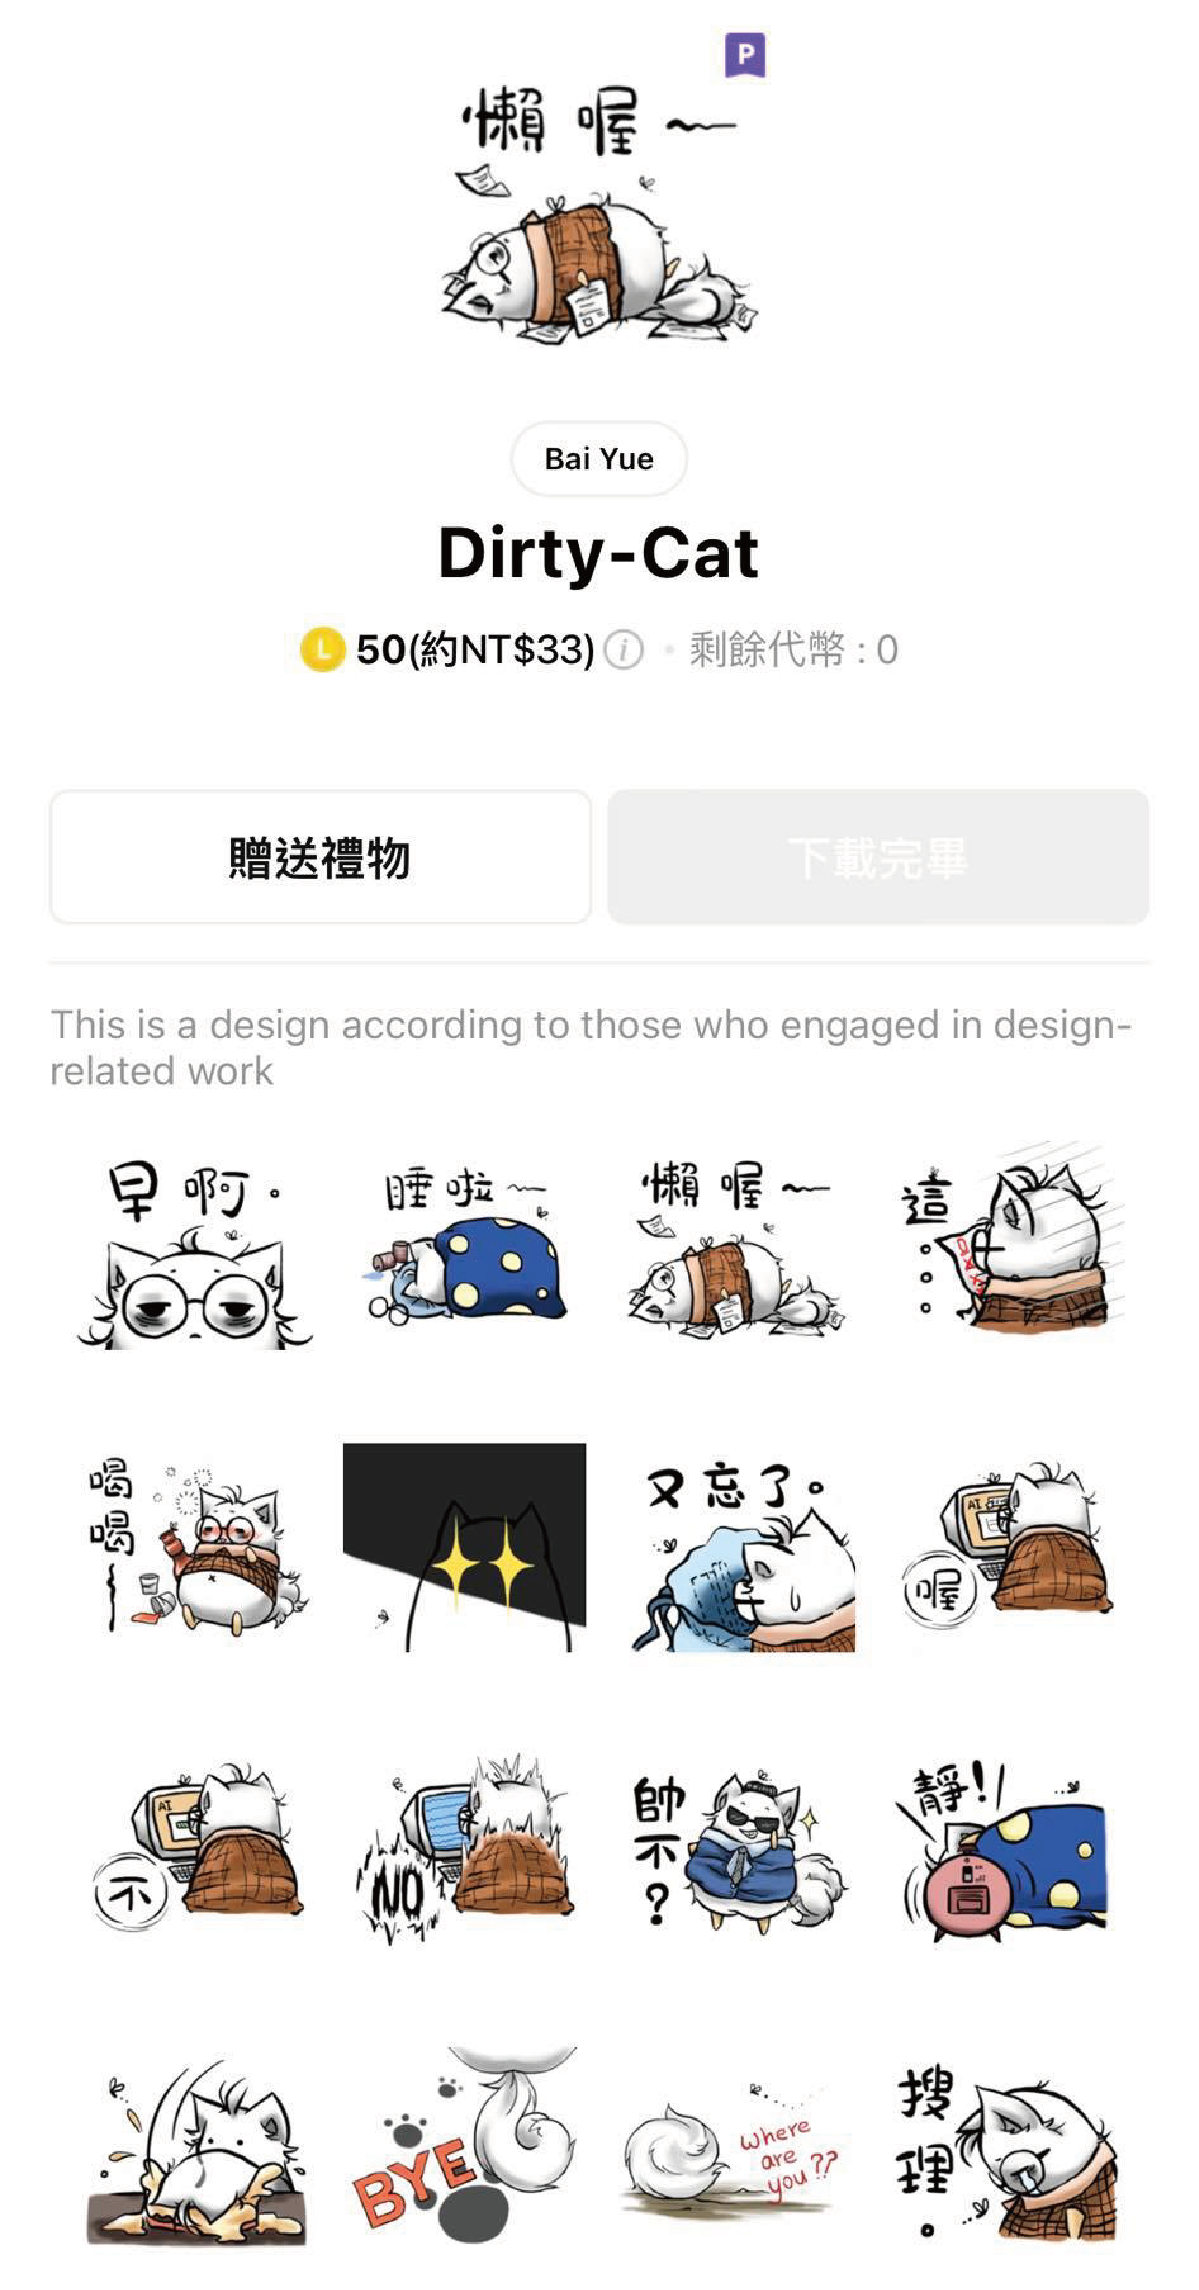 P
懶喔~
Bai Yue
Dirty-Cat
L 50(約NT$33) i • 剩餘代幣 : 0
贈送禮物
下載完畢
This is a design according to those who engaged in design-
related work
早啊。
睡啦~
懶喔~
這。。。
喝喝~
又忘了。
AI
喔
AI
不
NO
帥不?
靜!!
BYE
where
are
you??
搜理。